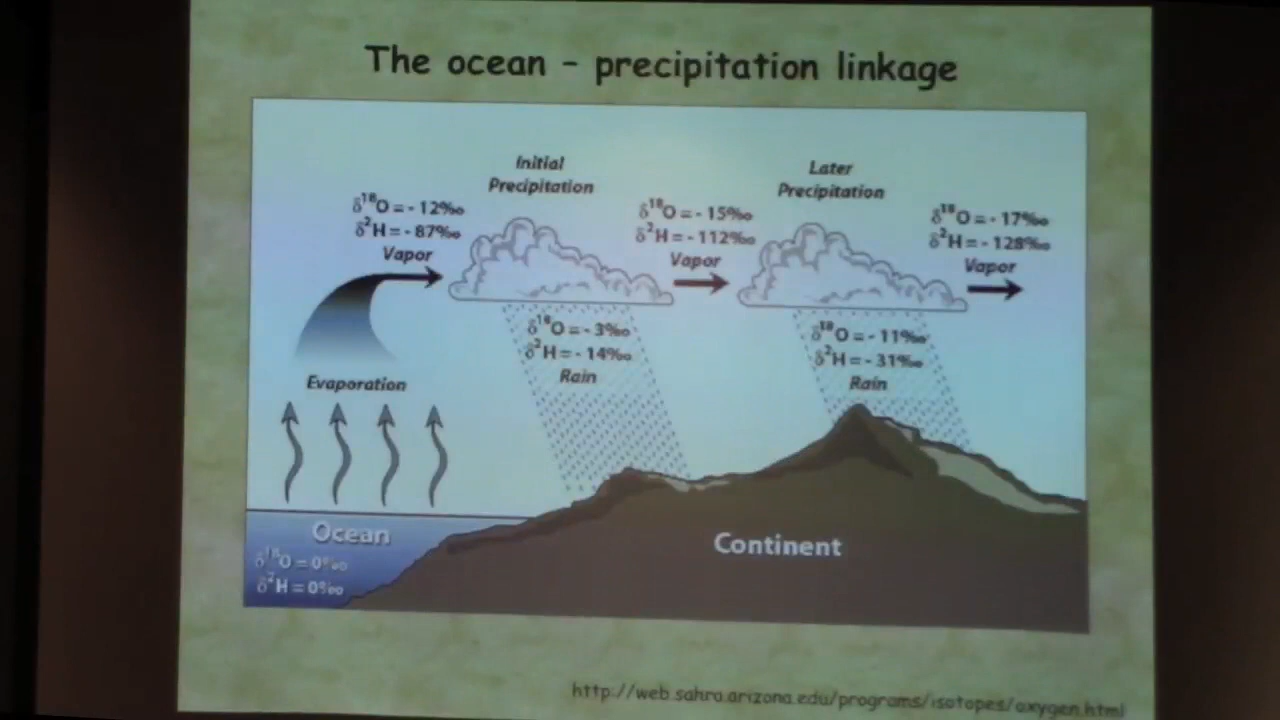 The ocean - precipitation linkage
Initial
Precipitation
Later
Precipitation
δ¹⁸O = - 12‰
δ²H = - 87‰
Vapor
δ¹⁸O = - 15‰
δ²H = - 112‰
Vapor
δ¹⁸O = - 17‰
δ²H = - 128‰
Vapor
δ¹⁸O = - 3‰
δ²H = - 14‰
Rain
δ¹⁸O = - 11‰
δ²H = - 31‰
Rain
Evaporation
Ocean
δ¹⁸O = 0‰
δ²H = 0‰
Continent
http://web.sahra.arizona.edu/programs/isotopes/oxygen.html